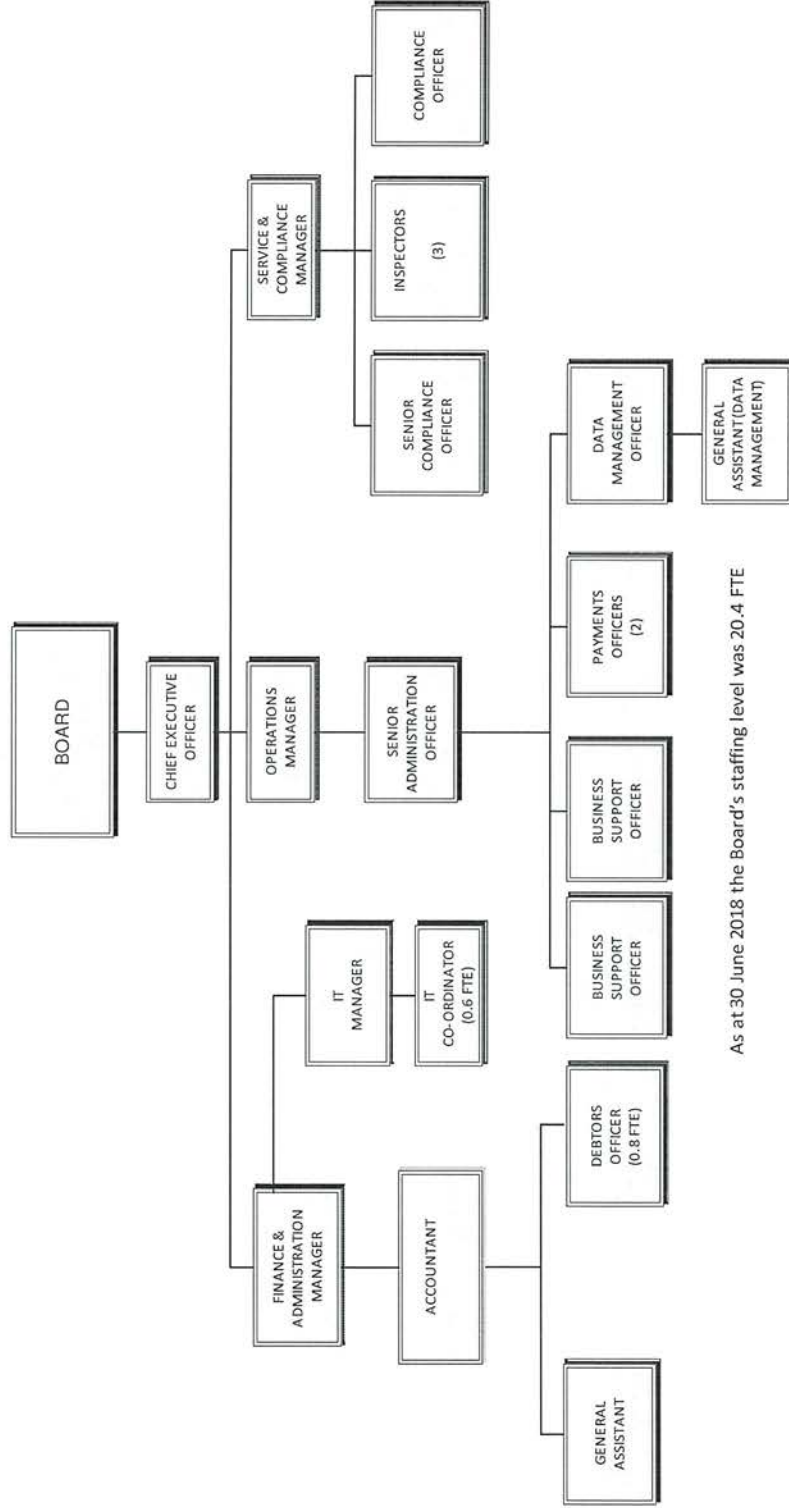 BOARD
CHIEF EXECUTIVE
OFFICER
FINANCE &
ADMINISTRATION
MANAGER
OPERATIONS
MANAGER
SERVICE &
COMPLIANCE
MANAGER
IT
MANAGER
IT
CO-ORDINATOR
(0.6 FTE)
ACCOUNTANT
SENIOR
ADMINISTRATION
OFFICER
SENIOR
COMPLIANCE
OFFICER
INSPECTORS
(3)
COMPLIANCE
OFFICER
GENERAL
ASSISTANT
DEBTORS
OFFICER
(0.8 FTE)
BUSINESS
SUPPORT
OFFICER
BUSINESS
SUPPORT
OFFICER
PAYMENTS
OFFICERS
(2)
DATA
MANAGEMENT
OFFICER
GENERAL
ASSISTANT(DATA
MANAGEMENT)
As at 30 June 2018 the Board's staffing level was 20.4 FTE